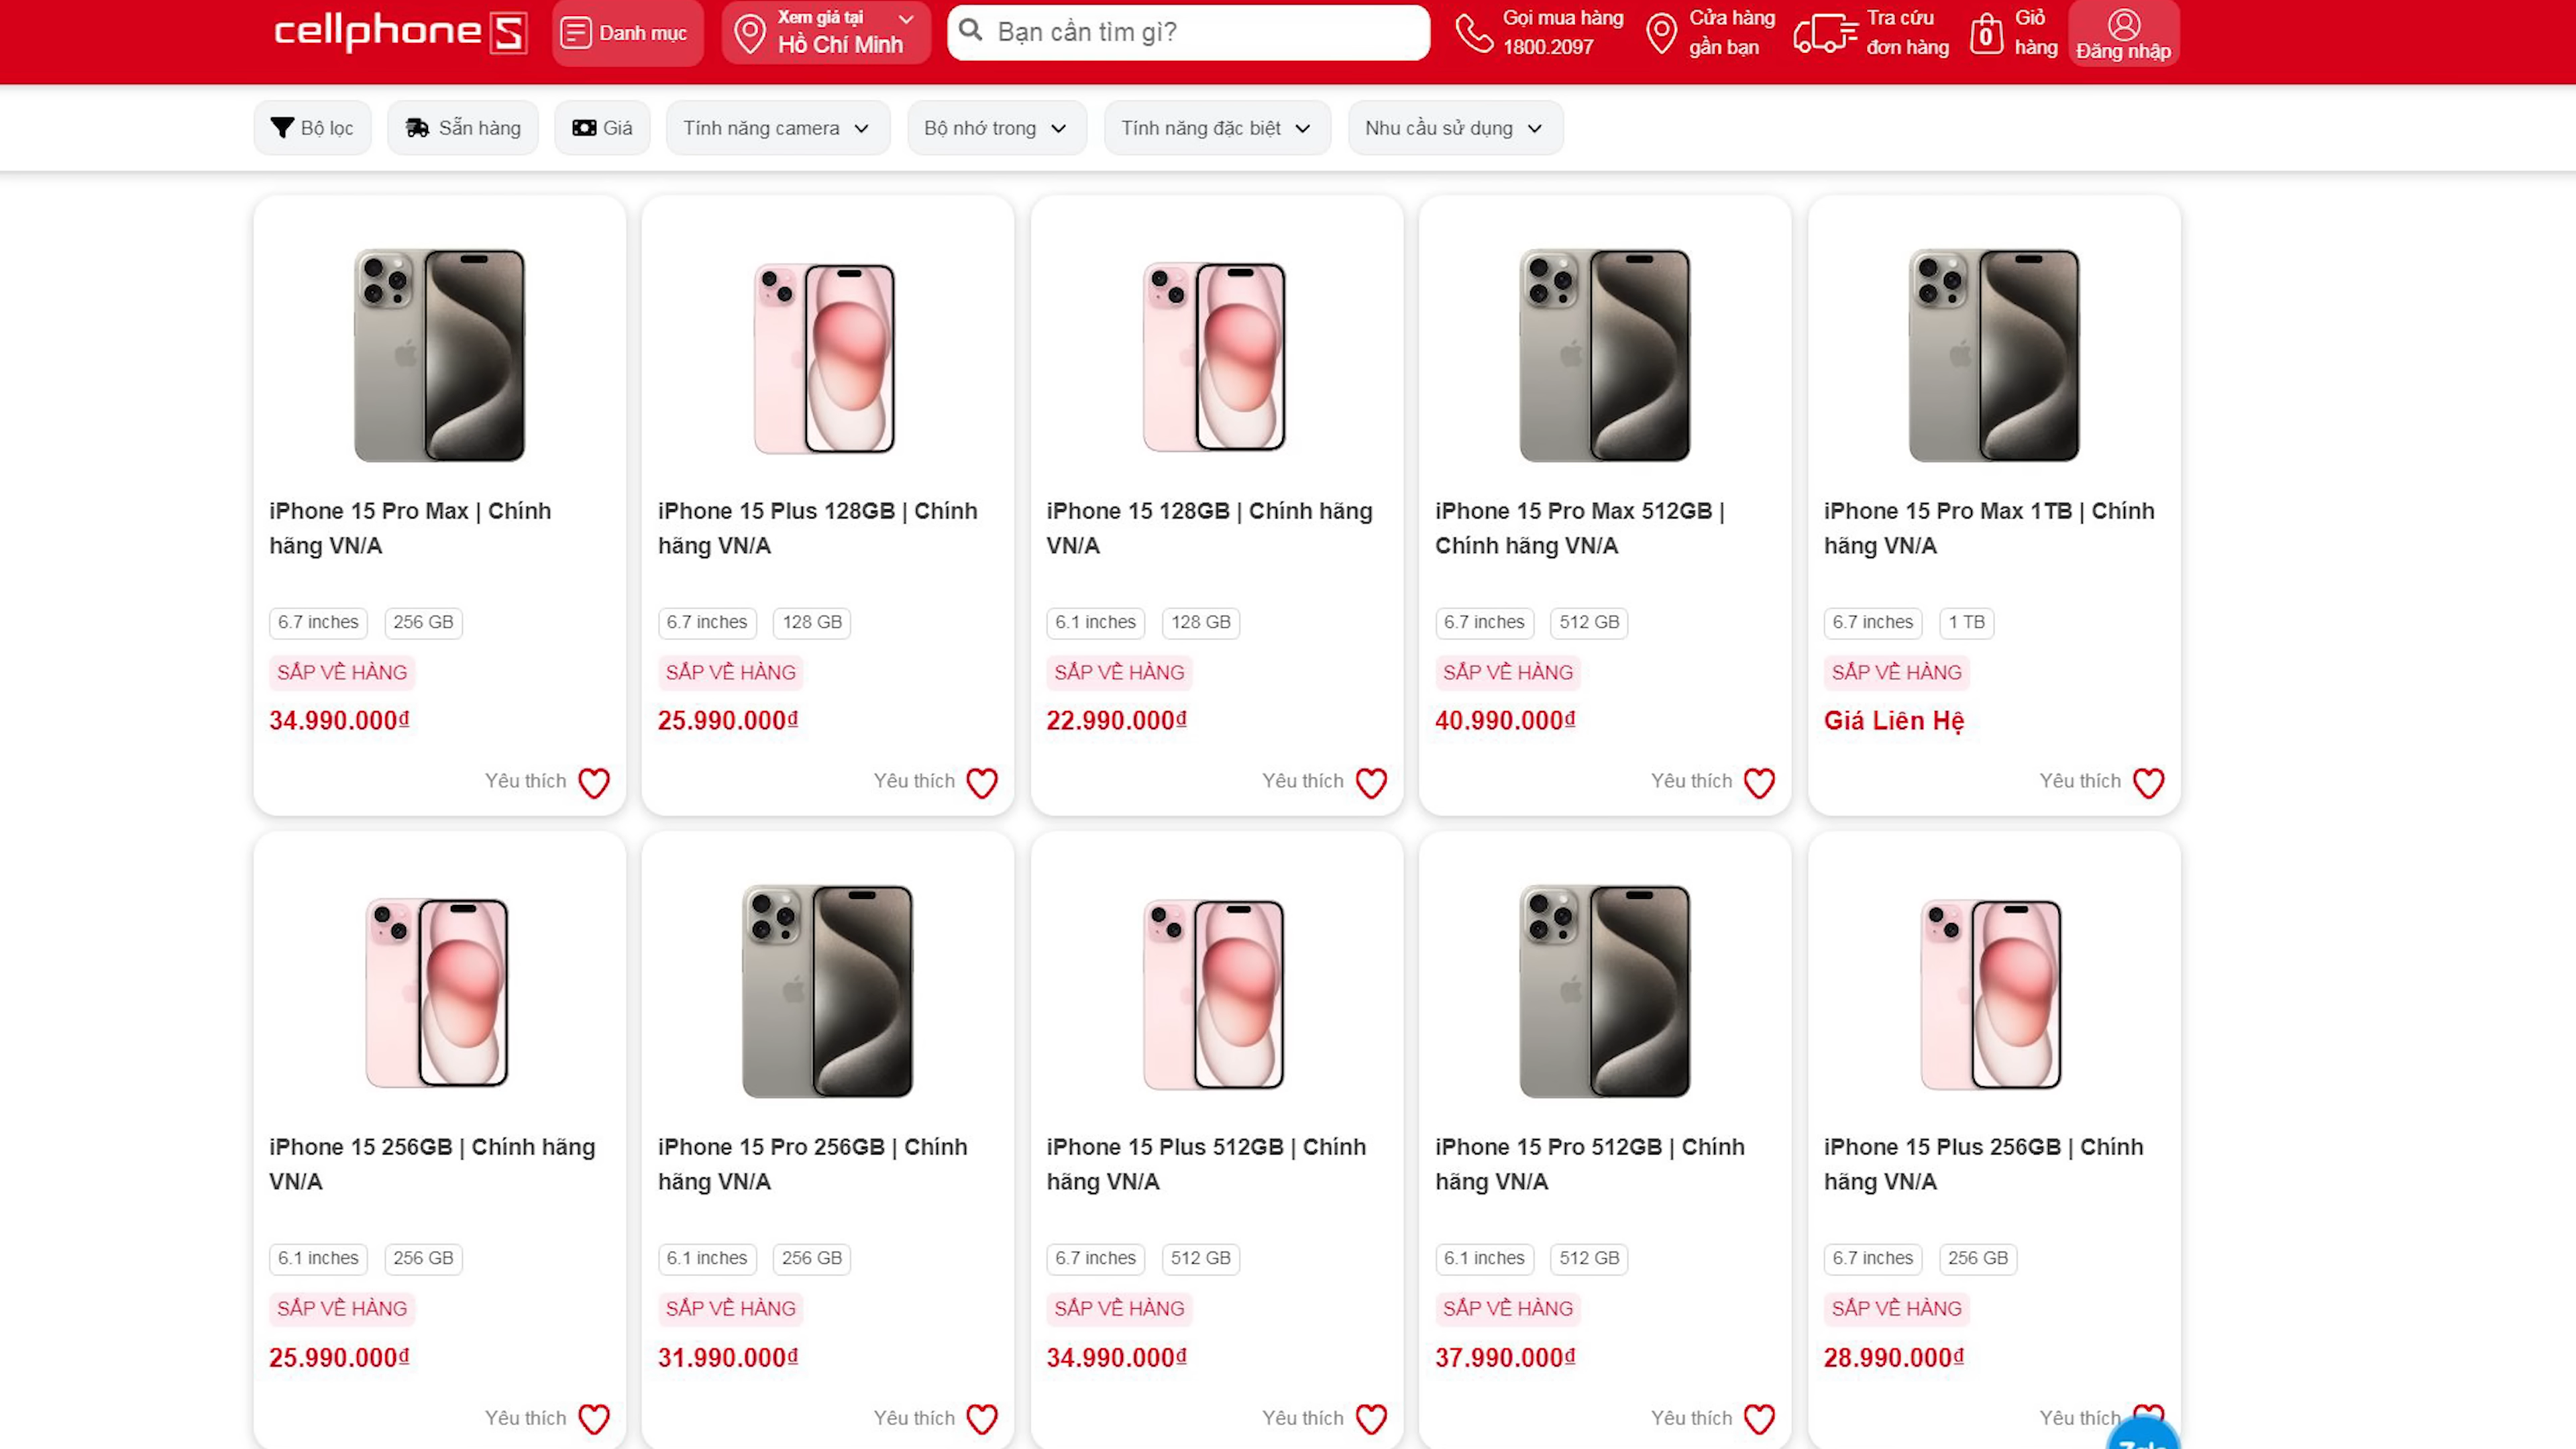 cellphoneS
Danh mục
Xem giá tại
Hồ Chí Minh
Bạn cần tìm gì?
Gọi mua hàng
1800.2097
Cửa hàng
gần bạn
Tra cứu
đơn hàng
0
Giỏ
hàng
Đăng nhập
Bộ lọc
Sẵn hàng
Giá
Tính năng camera
Bộ nhớ trong
Tính năng đặc biệt
Nhu cầu sử dụng
iPhone 15 Pro Max | Chính
hãng VN/A
6.7 inches 256 GB
SẮP VỀ HÀNG
34.990.000đ
Yêu thích
iPhone 15 Plus 128GB | Chính
hãng VN/A
6.7 inches 128 GB
SẮP VỀ HÀNG
25.990.000đ
Yêu thích
iPhone 15 128GB | Chính hãng
VN/A
6.1 inches 128 GB
SẮP VỀ HÀNG
22.990.000đ
Yêu thích
iPhone 15 Pro Max 512GB |
Chính hãng VN/A
6.7 inches 512 GB
SẮP VỀ HÀNG
40.990.000đ
Yêu thích
iPhone 15 Pro Max 1TB | Chính
hãng VN/A
6.7 inches 1 TB
SẮP VỀ HÀNG
Giá Liên Hệ
Yêu thích
iPhone 15 256GB | Chính hãng
VN/A
6.1 inches 256 GB
SẮP VỀ HÀNG
25.990.000đ
Yêu thích
iPhone 15 Pro 256GB | Chính
hãng VN/A
6.1 inches 256 GB
SẮP VỀ HÀNG
31.990.000đ
Yêu thích
iPhone 15 Plus 512GB | Chính
hãng VN/A
6.7 inches 512 GB
SẮP VỀ HÀNG
34.990.000đ
Yêu thích
iPhone 15 Pro 512GB | Chính
hãng VN/A
6.1 inches 512 GB
SẮP VỀ HÀNG
37.990.000đ
Yêu thích
iPhone 15 Plus 256GB | Chính
hãng VN/A
6.7 inches 256 GB
SẮP VỀ HÀNG
28.990.000đ
Yêu thích
Zalo